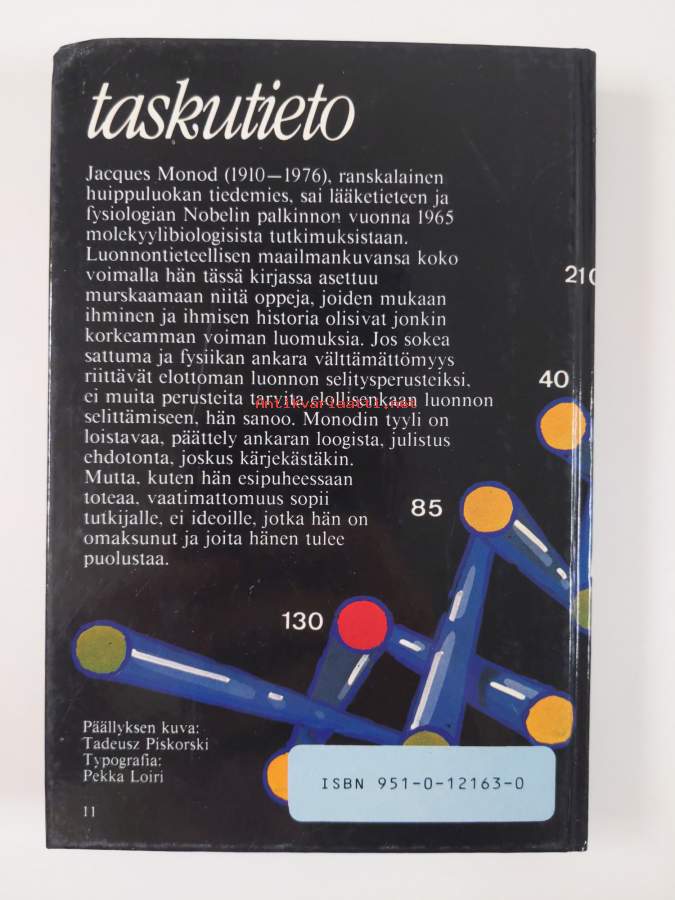 taskutieto
Jacques Monod (1910—1976), ranskalainen
huippuluokan tiedemies, sai lääketieteen ja
fysiologian Nobelin palkinnon vuonna 1965
molekyylibiologisista tutkimuksistaan.
Luonnontieteellisen maailmankuvansa koko
voimalla hän tässä kirjassa asettuu
murskaamaan niitä oppeja, joiden mukaan
ihminen ja ihmisen historia olisivat jonkin
korkeamman voiman luomuksia. Jos sokea
sattuma ja fysiikan ankara välttämättömyys
riittävät elottoman luonnon selitysperusteiksi,
ei muita perusteita tarvita elollisenkaan luonnon
selittämiseen, hän sanoo. Monodin tyyli on
loistavaa, päättely ankaran loogista, julistus
ehdotonta, joskus kärjekästäkin.
Mutta, kuten hän esipuheessaan
toteaa, vaatimattomuus sopii
tutkijalle, ei ideoille, jotka hän on
omaksunut ja joita hänen tulee
puolustaa.
210
40
85
130
Antikvariaatti.net
Päällyksen kuva:
Tadeusz Piskorski
Typografia:
Pekka Loiri
11
ISBN 951-0-12163-0